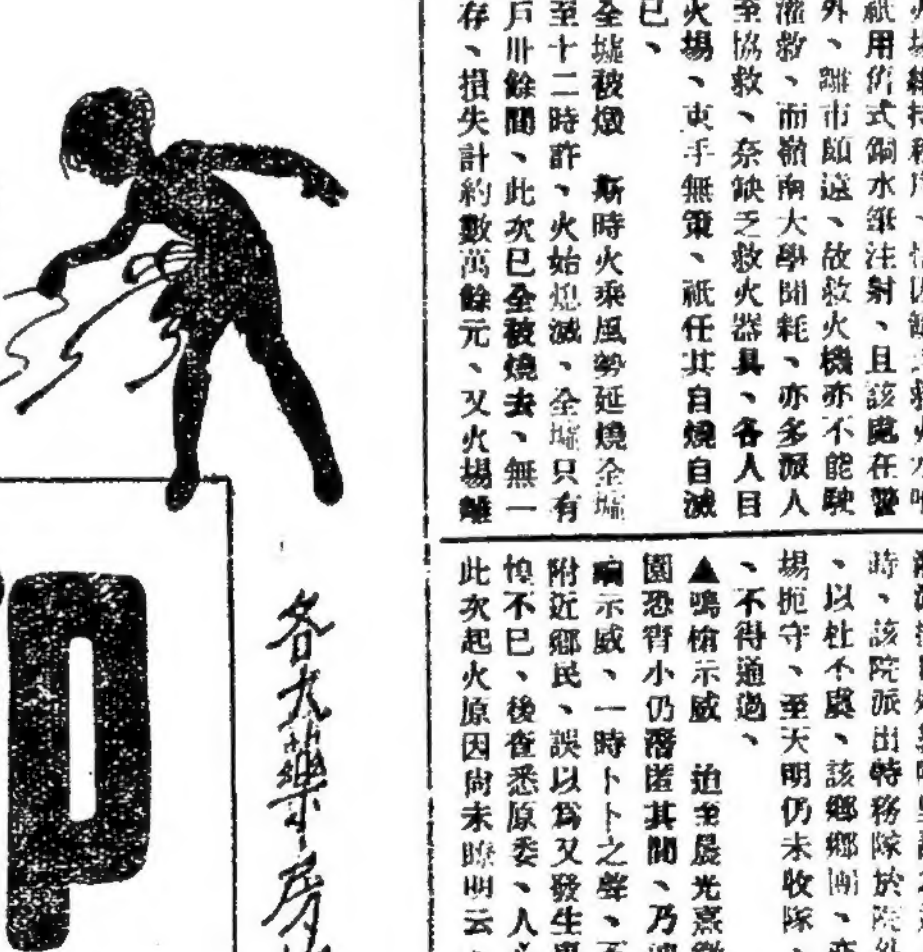 祇用舊式銅水筆注射、且該處在警
外、離市頗遠、故救火機亦不能駛
灌救、而嶺南大學聞耗、亦多派人
至協救、奈缺乏救火器具、各人目
火場、束手無策、祇任其自燒自滅
已、
全墟被燬　斯時火乘風勢延燒全墟
至十二時許、火始熄滅、全墟只有
戶卅餘間、此次已全被燒去、無一
存、損失計約數萬餘元、又火場離
時、該院派出特務隊於院外
、以杜不虞、該鄉鄉團、亦
場扼守、至天明仍未收隊
、不得通過、
▲鳴槍示威　迨至晨光熹微
園恐宵小仍潛匿其間、乃
嚮示威、一時卜卜之聲、不
附近鄉民、誤以爲又發生
惶不已、後查悉原委、人
此次起火原因尚未暸明云、
各大藥房
p